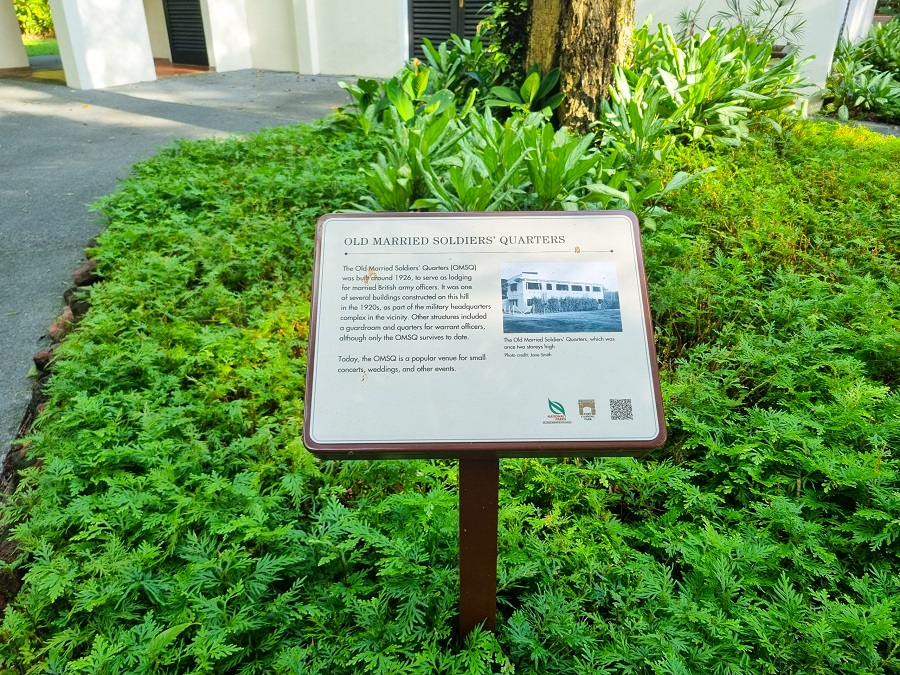 OLD MARRIED SOLDIERS' QUARTERS
The Old Married Soldiers' Quarters (OMSQ)
was built around 1926, to serve as lodging
for married British army officers. It was one
of several buildings constructed on this hill
in the 1920s, as part of the military headquarters
complex in the vicinity. Other structures included
a guardroom and quarters for warrant officers,
although only the OMSQ survives to date.
Today, the OMSQ is a popular venue for small
concerts, weddings, and other events.
The Old Married Soldiers' Quarters, which was
once two storeys high
Photo credit: Jane Smith
NATIONAL
PARKS